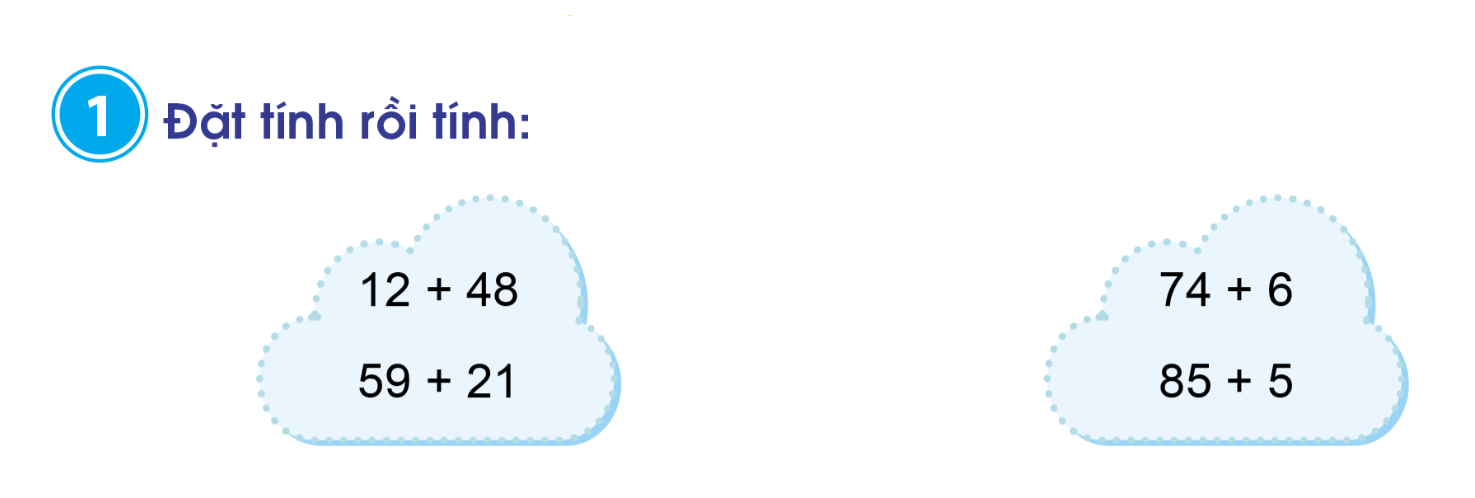 1 Đặt tính rồi tính:
12 + 48
59 + 21
74 + 6
85 + 5